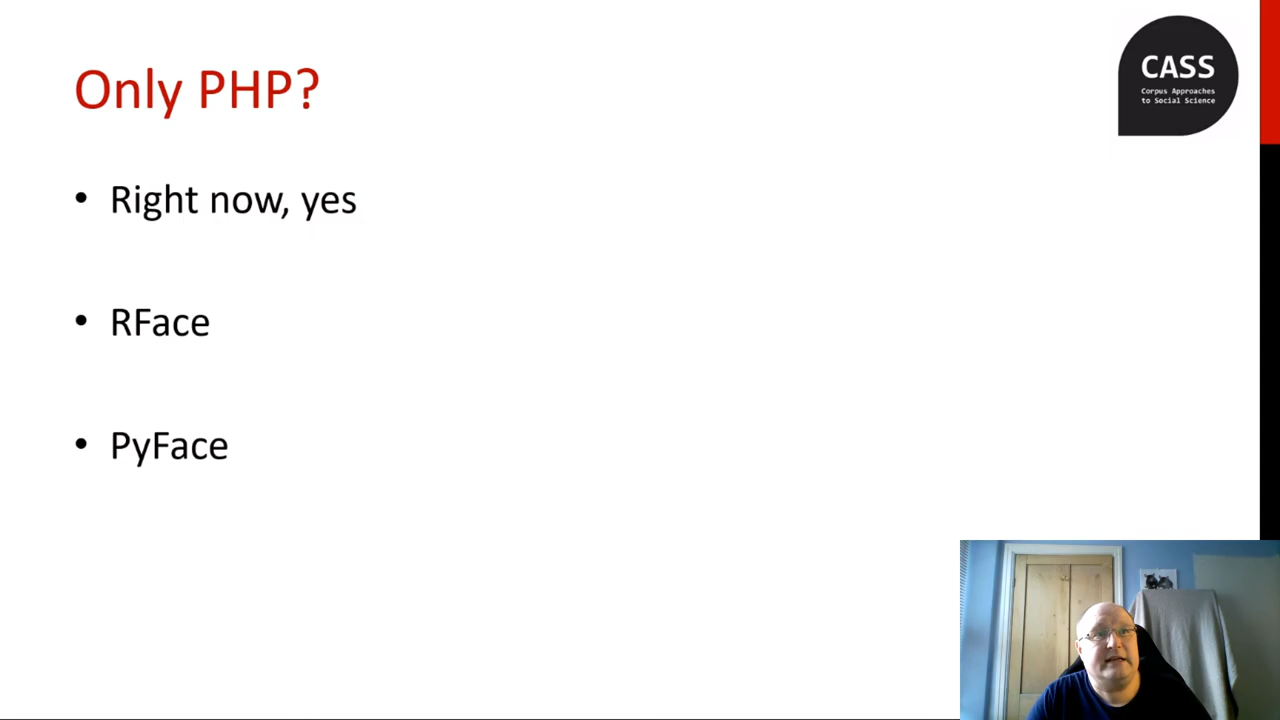 Only PHP?
CASS
Corpus Approaches
to Social Science
• Right now, yes
• RFace
• PyFace